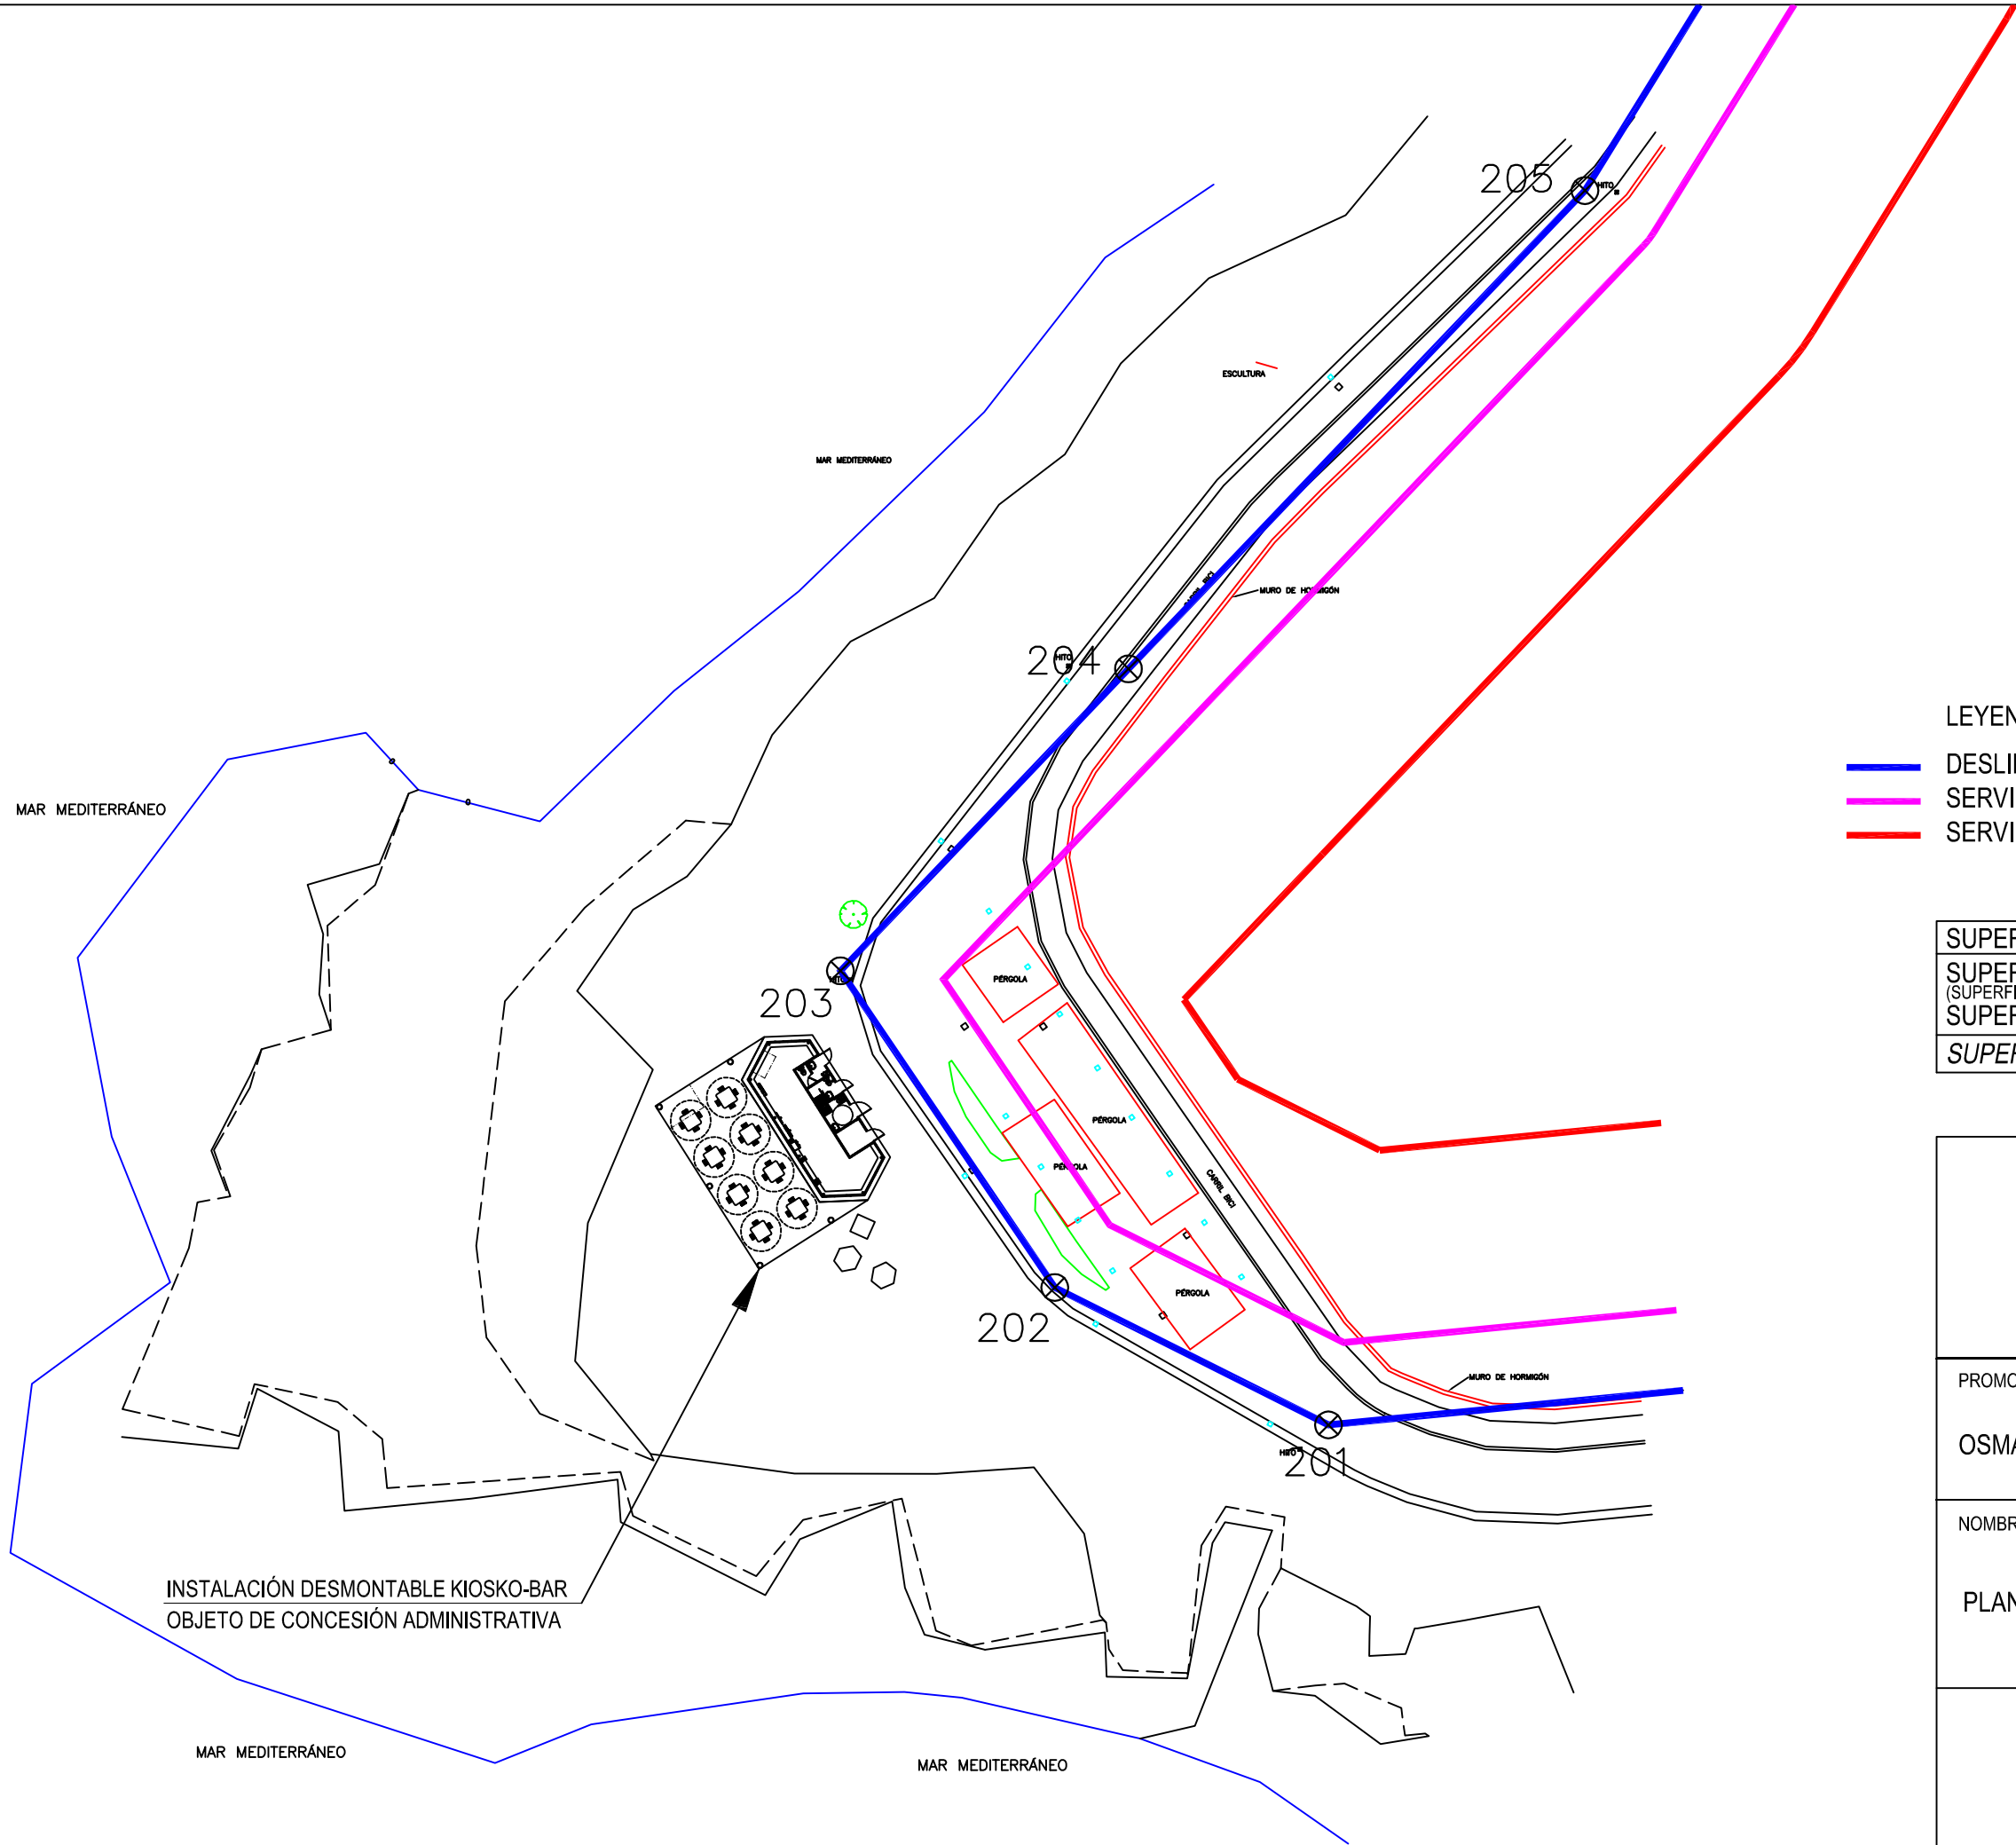 205
HITO
ESCULTURA
MAR MEDITERRÁNEO
MURO DE HORMIGÓN
204
HITO
LEYEN
DESLI
SERVI
SERVI
MAR MEDITERRÁNEO
SUPER
SUPER
(SUPERF
SUPER
SUPER
PÉRGOLA
HITO
203
PÉRGOLA
PÉRGOLA
CARRIL BICI
PÉRGOLA
202
MURO DE HORMIGÓN
PROMO
OSMA
HITO
201
NOMBR
INSTALACIÓN DESMONTABLE KIOSKO-BAR
OBJETO DE CONCESIÓN ADMINISTRATIVA
PLAN
MAR MEDITERRÁNEO
MAR MEDITERRÁNEO